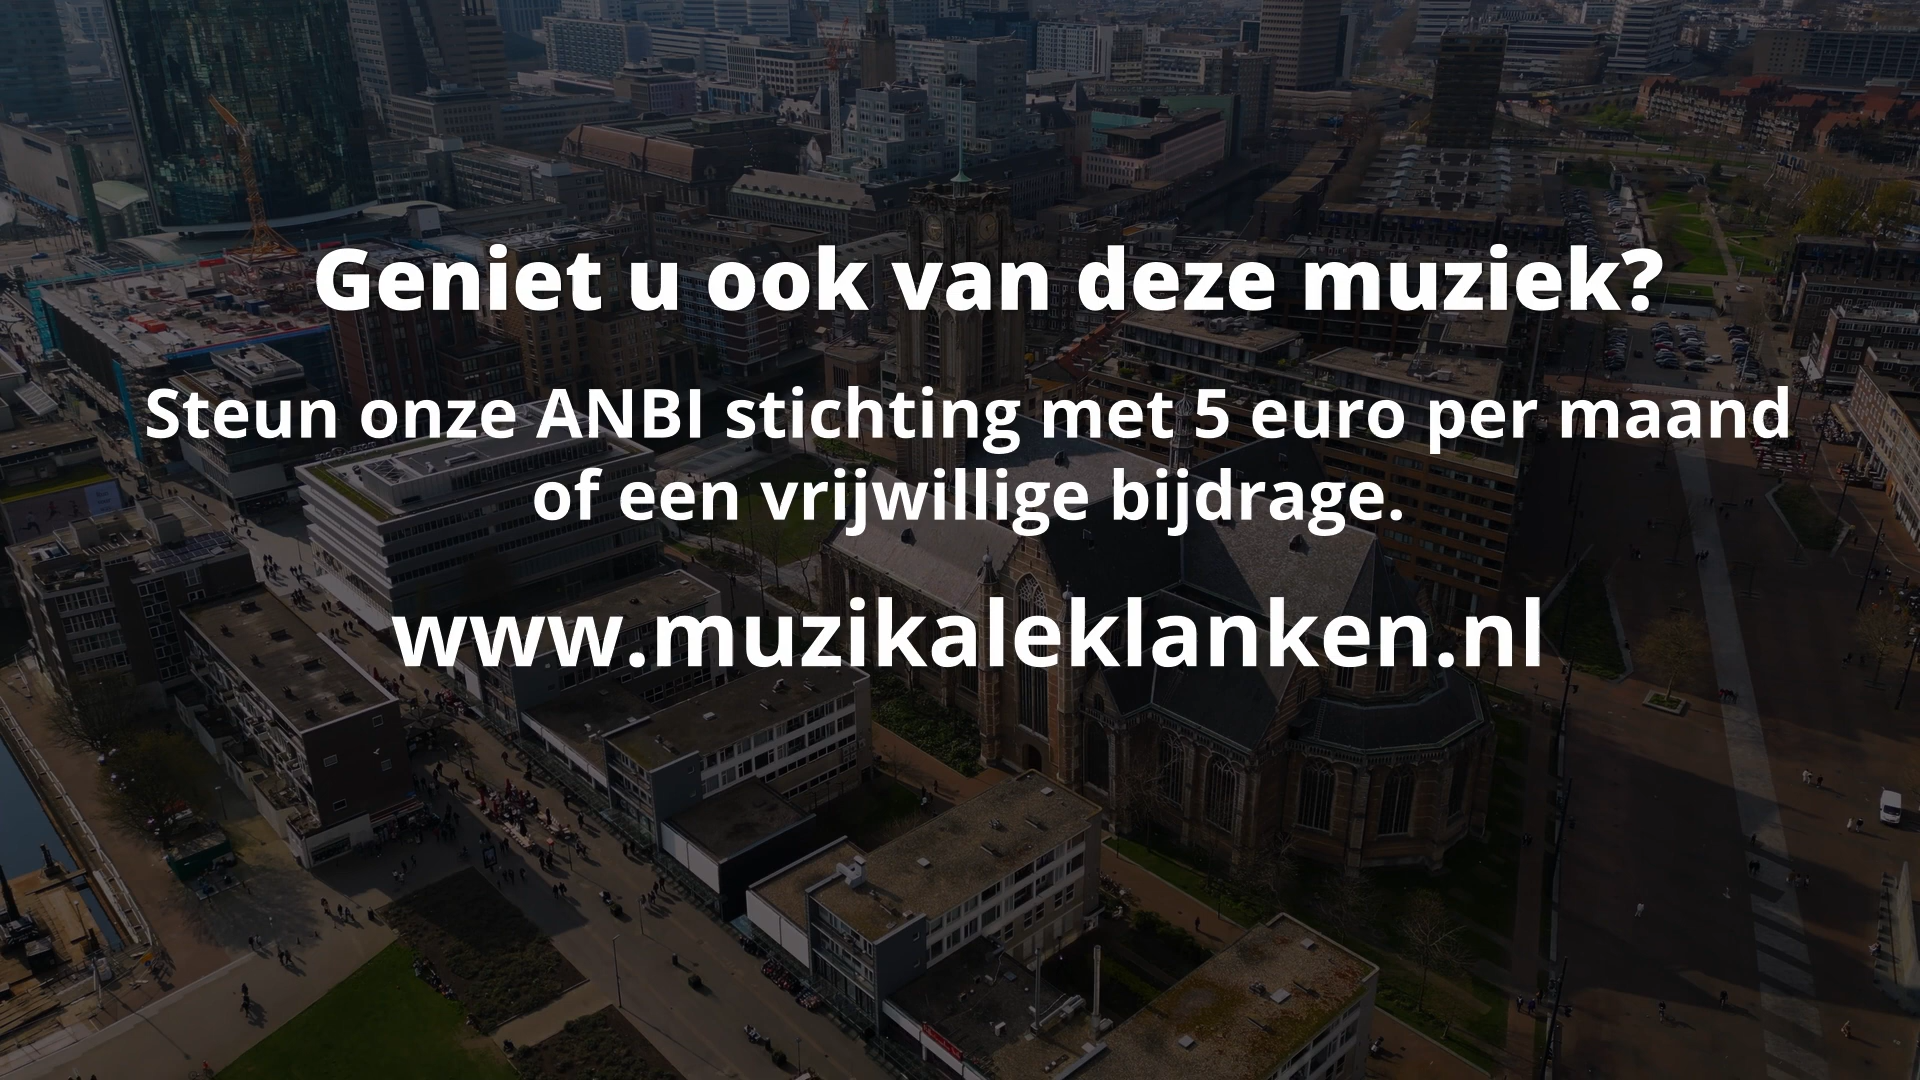 Geniet u ook van deze muziek?
Steun onze ANBI stichting met 5 euro per maand
of een vrijwillige bijdrage.
www.muzikaleklanken.nl